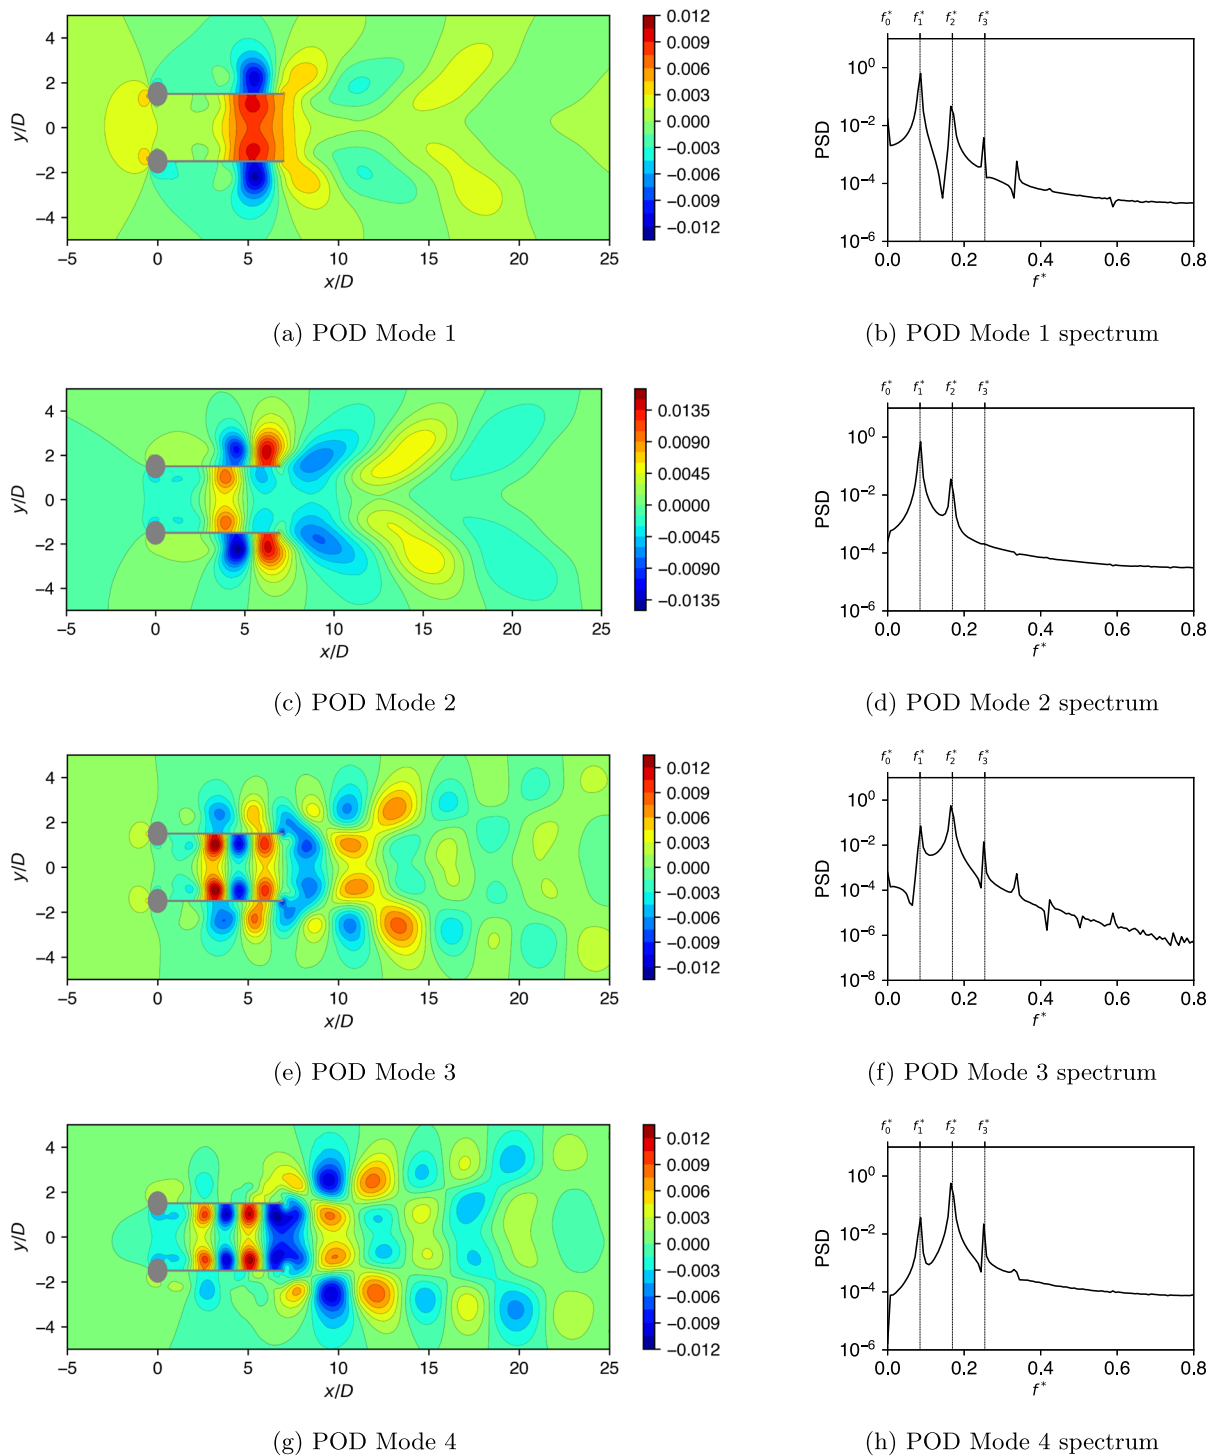 4
2
0
−2
−4
y/D
−5 0 5 10 15 20 25
x/D
0.012
0.009
0.006
0.003
0.000
−0.003
−0.006
−0.009
−0.012
(a) POD Mode 1
f0* f1* f2* f3*
10^0
10^−2
10^−4
10^−6
PSD
0.0 0.2 0.4 0.6 0.8
f*
(b) POD Mode 1 spectrum
4
2
0
−2
−4
y/D
−5 0 5 10 15 20 25
x/D
0.0135
0.0090
0.0045
0.0000
−0.0045
−0.0090
−0.0135
(c) POD Mode 2
f0* f1* f2* f3*
10^0
10^−2
10^−4
10^−6
PSD
0.0 0.2 0.4 0.6 0.8
f*
(d) POD Mode 2 spectrum
4
2
0
−2
−4
y/D
−5 0 5 10 15 20 25
x/D
0.012
0.009
0.006
0.003
0.000
−0.003
−0.006
−0.009
−0.012
(e) POD Mode 3
f0* f1* f2* f3*
10^0
10^−2
10^−4
10^−6
10^−8
PSD
0.0 0.2 0.4 0.6 0.8
f*
(f) POD Mode 3 spectrum
4
2
0
−2
−4
y/D
−5 0 5 10 15 20 25
x/D
0.012
0.009
0.006
0.003
0.000
−0.003
−0.006
−0.009
−0.012
(g) POD Mode 4
f0* f1* f2* f3*
10^0
10^−2
10^−4
10^−6
PSD
0.0 0.2 0.4 0.6 0.8
f*
(h) POD Mode 4 spectrum